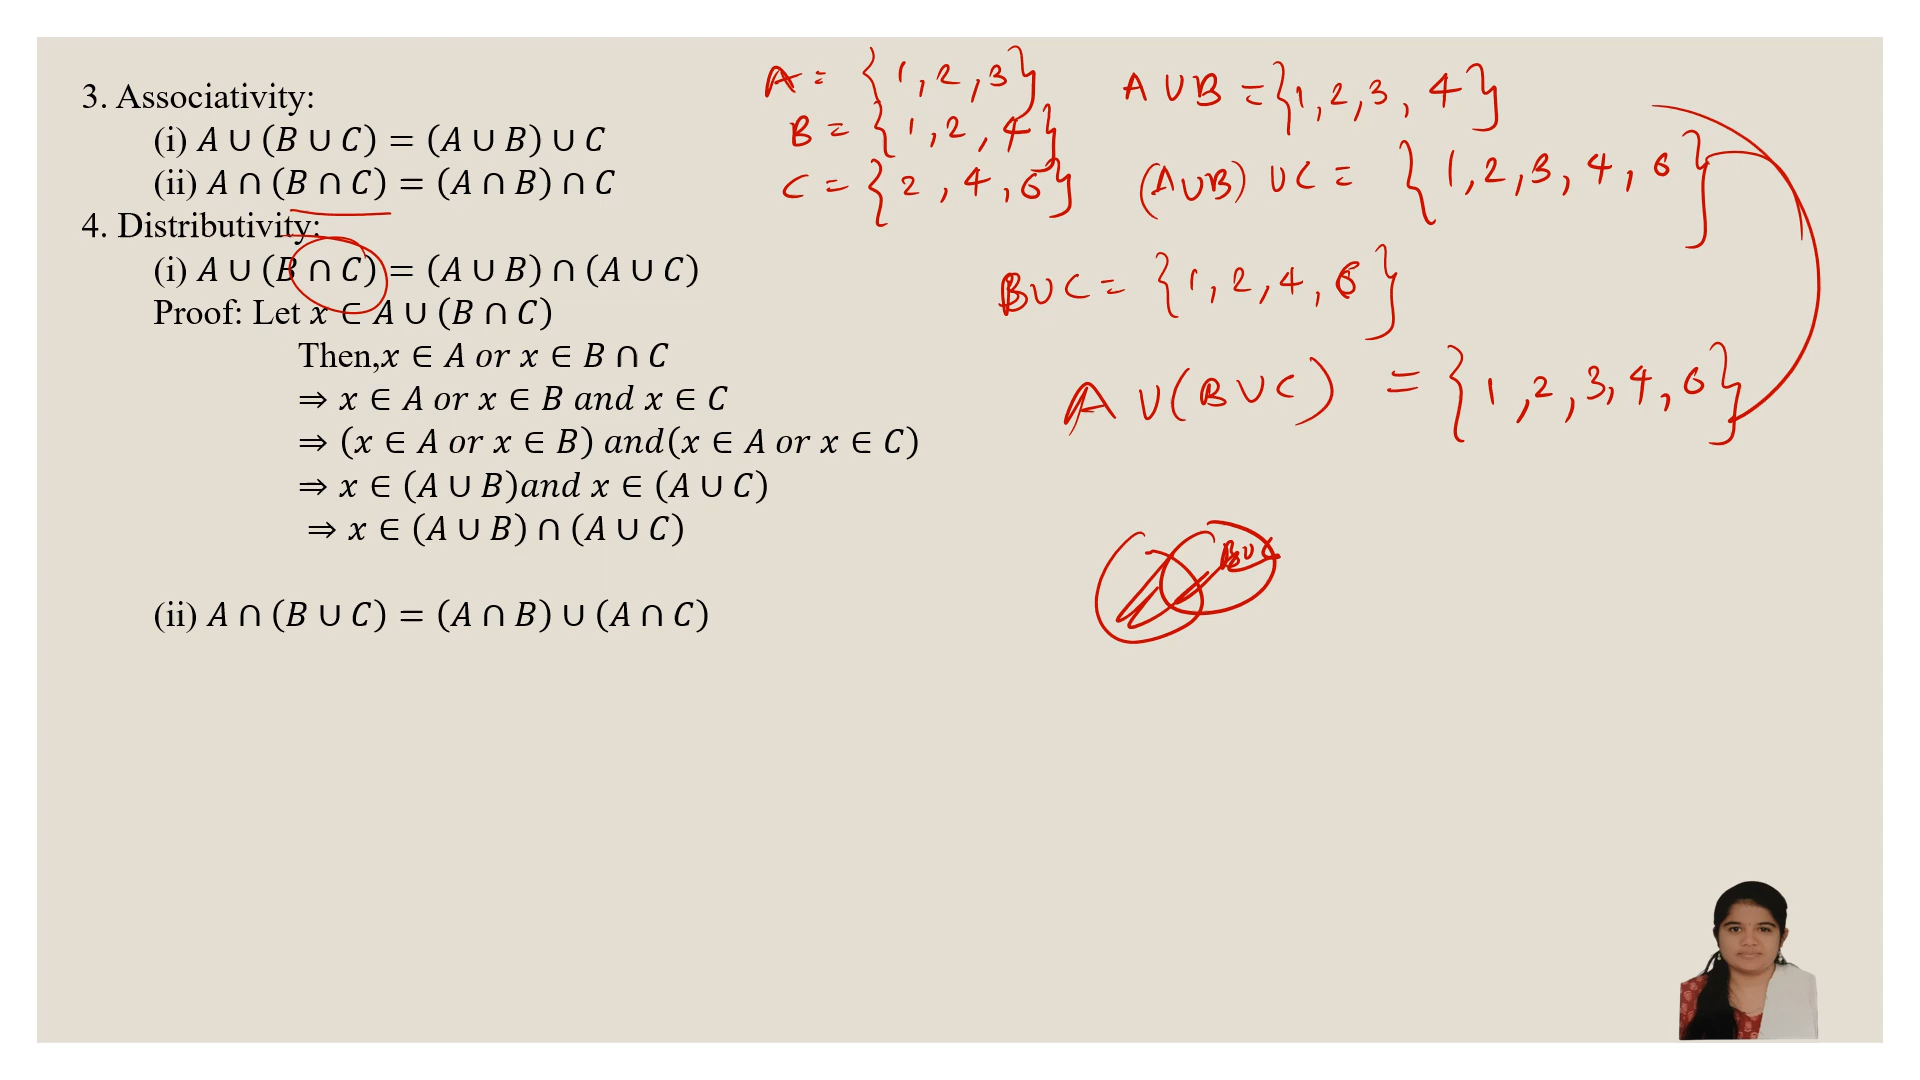 3. Associativity:
(i) A ∪ (B ∪ C) = (A ∪ B) ∪ C
(ii) A ∩ (B ∩ C) = (A ∩ B) ∩ C
4. Distributivity:
(i) A ∪ (B ∩ C) = (A ∪ B) ∩ (A ∪ C)
Proof: Let x ∈ A ∪ (B ∩ C)
Then,x ∈ A or x ∈ B ∩ C
⇒ x ∈ A or x ∈ B and x ∈ C
⇒ (x ∈ A or x ∈ B) and(x ∈ A or x ∈ C)
⇒ x ∈ (A ∪ B)and x ∈ (A ∪ C)
⇒ x ∈ (A ∪ B) ∩ (A ∪ C)
(ii) A ∩ (B ∪ C) = (A ∩ B) ∪ (A ∩ C)
A = {1, 2, 3}
B = {1, 2, 4}
C = {2, 4, 6}
A ∪ B = {1, 2, 3, 4}
(A ∪ B) ∪ C = {1, 2, 3, 4, 6}
B ∪ C = {1, 2, 4, 6}
A ∪ (B ∪ C) = {1, 2, 3, 4, 6}
B ∪ C